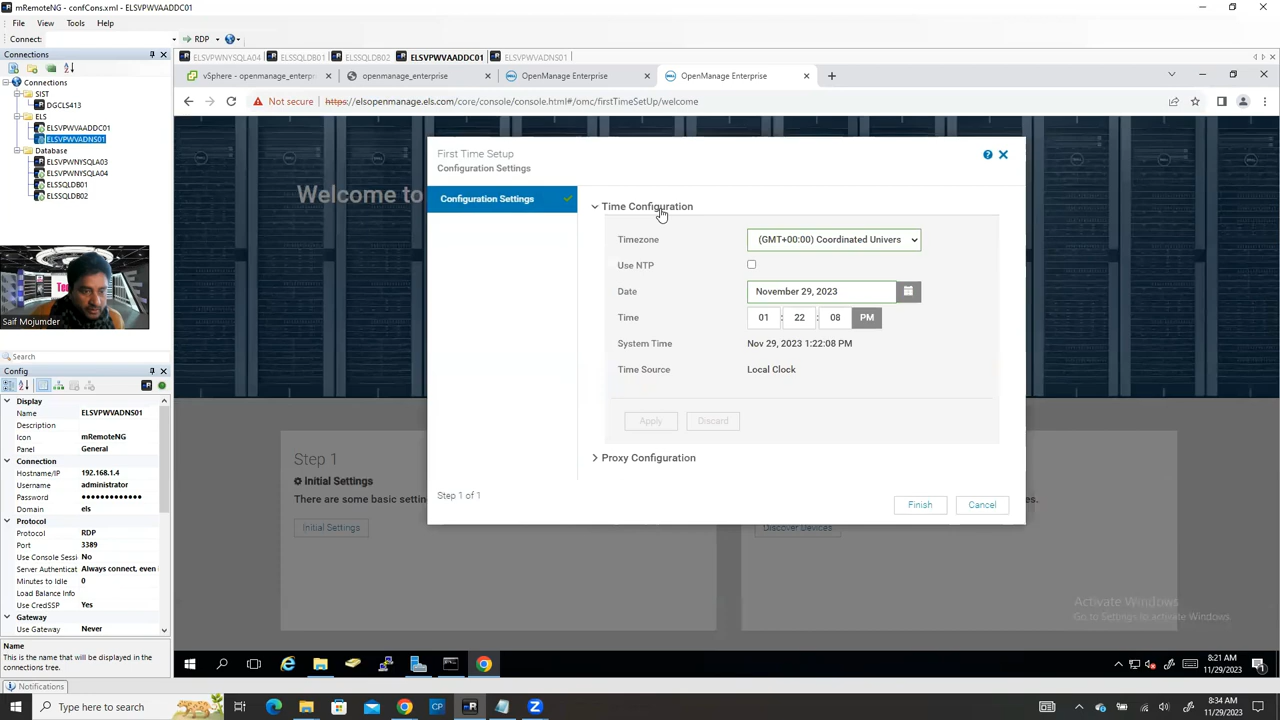 mRemoteNG - confCons.xml - ELSVPWVAADDC01
File View Tools Help
Connect: RDP
Connections
Connections
SIST
DGCLS413
ELS
ELSVPWVAADDC01
ELSVPWVADNS01
Database
ELSVPWNYSQLA03
ELSVPWNYSQLA04
ELSSQLDB01
ELSSQLDB02
Saif Mojumder
Search
Config
Display
Name ELSVPWVADNS01
Description
Icon mRemoteNG
Panel General
Connection
Hostname/IP 192.168.1.4
Username administrator
Password ●●●●●●●●●●●●●
Domain els
Protocol
Protocol RDP
Port 3389
Use Console Sessi No
Server Authenticat Always connect, even
Minutes to Idle 0
Load Balance Info
Use CredSSP Yes
Gateway
Use Gateway Never
Name
This is the name that will be displayed in the
connections tree.
Notifications
ELSVPWNYSQLA04 ELSSQLDB01 ELSSQLDB02 ELSVPWVAADDC01 ELSVPWVADNS01
vSphere - openmanage_enterpr openmanage_enterprise OpenManage Enterprise OpenManage Enterprise
Not secure https://elsopenmanage.els.com/core/console/console.html#/omc/firstTimeSetUp/welcome
Welcome to
First Time Setup
Configuration Settings
Configuration Settings
Time Configuration
Timezone (GMT+00:00) Coordinated Univers
Use NTP
Date November 29, 2023
Time 01 : 22 : 08 PM
System Time Nov 29, 2023 1:22:08 PM
Time Source Local Clock
Apply Discard
Proxy Configuration
Step 1 of 1
Finish Cancel
Step 1
Initial Settings
There are some basic settin
es.
Initial Settings
Discover Devices
Activate Windows
Go to Settings to activate Windows
8:21 AM
11/29/2023
Type here to search
8:34 AM
11/29/2023